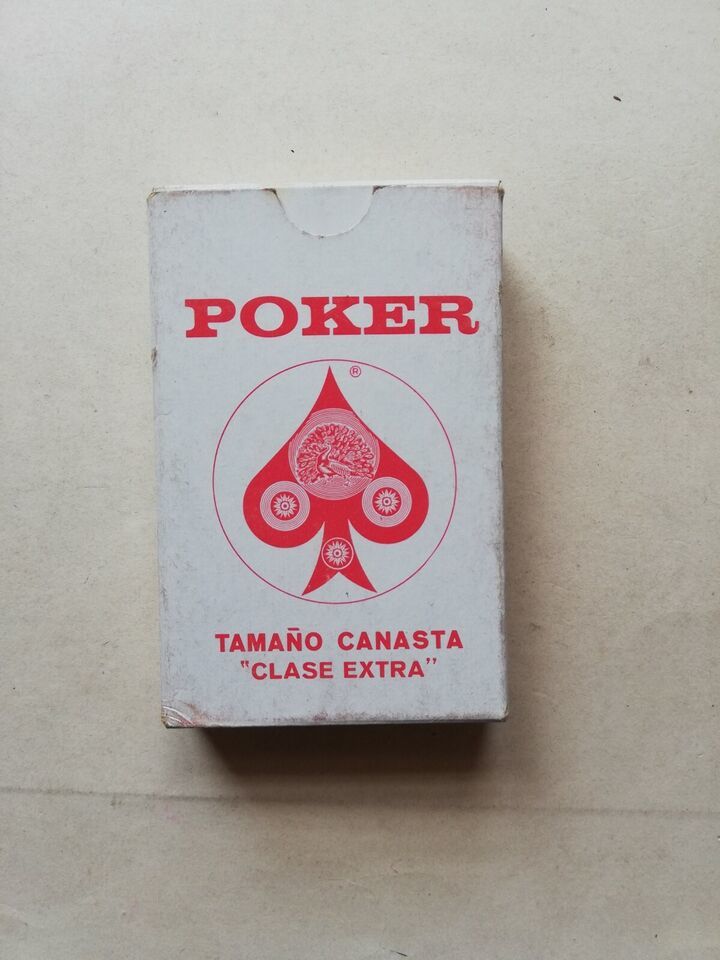 POKER
®
TAMAÑO CANASTA
"CLASE EXTRA"